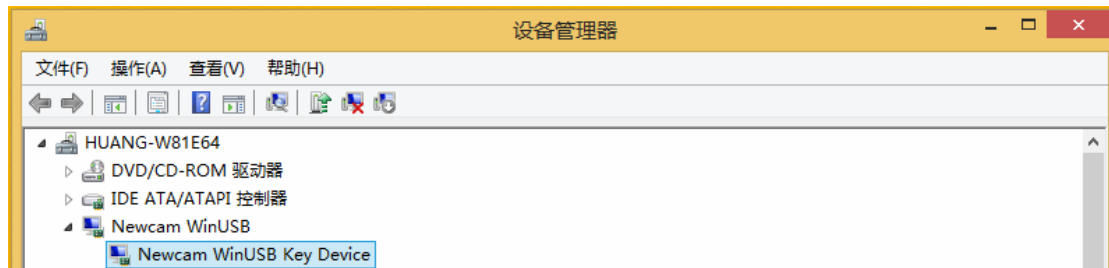 设备管理器
文件(F) 操作(A) 查看(V) 帮助(H)
HUANG-W81E64
DVD/CD-ROM 驱动器
IDE ATA/ATAPI 控制器
Newcam WinUSB
Newcam WinUSB Key Device